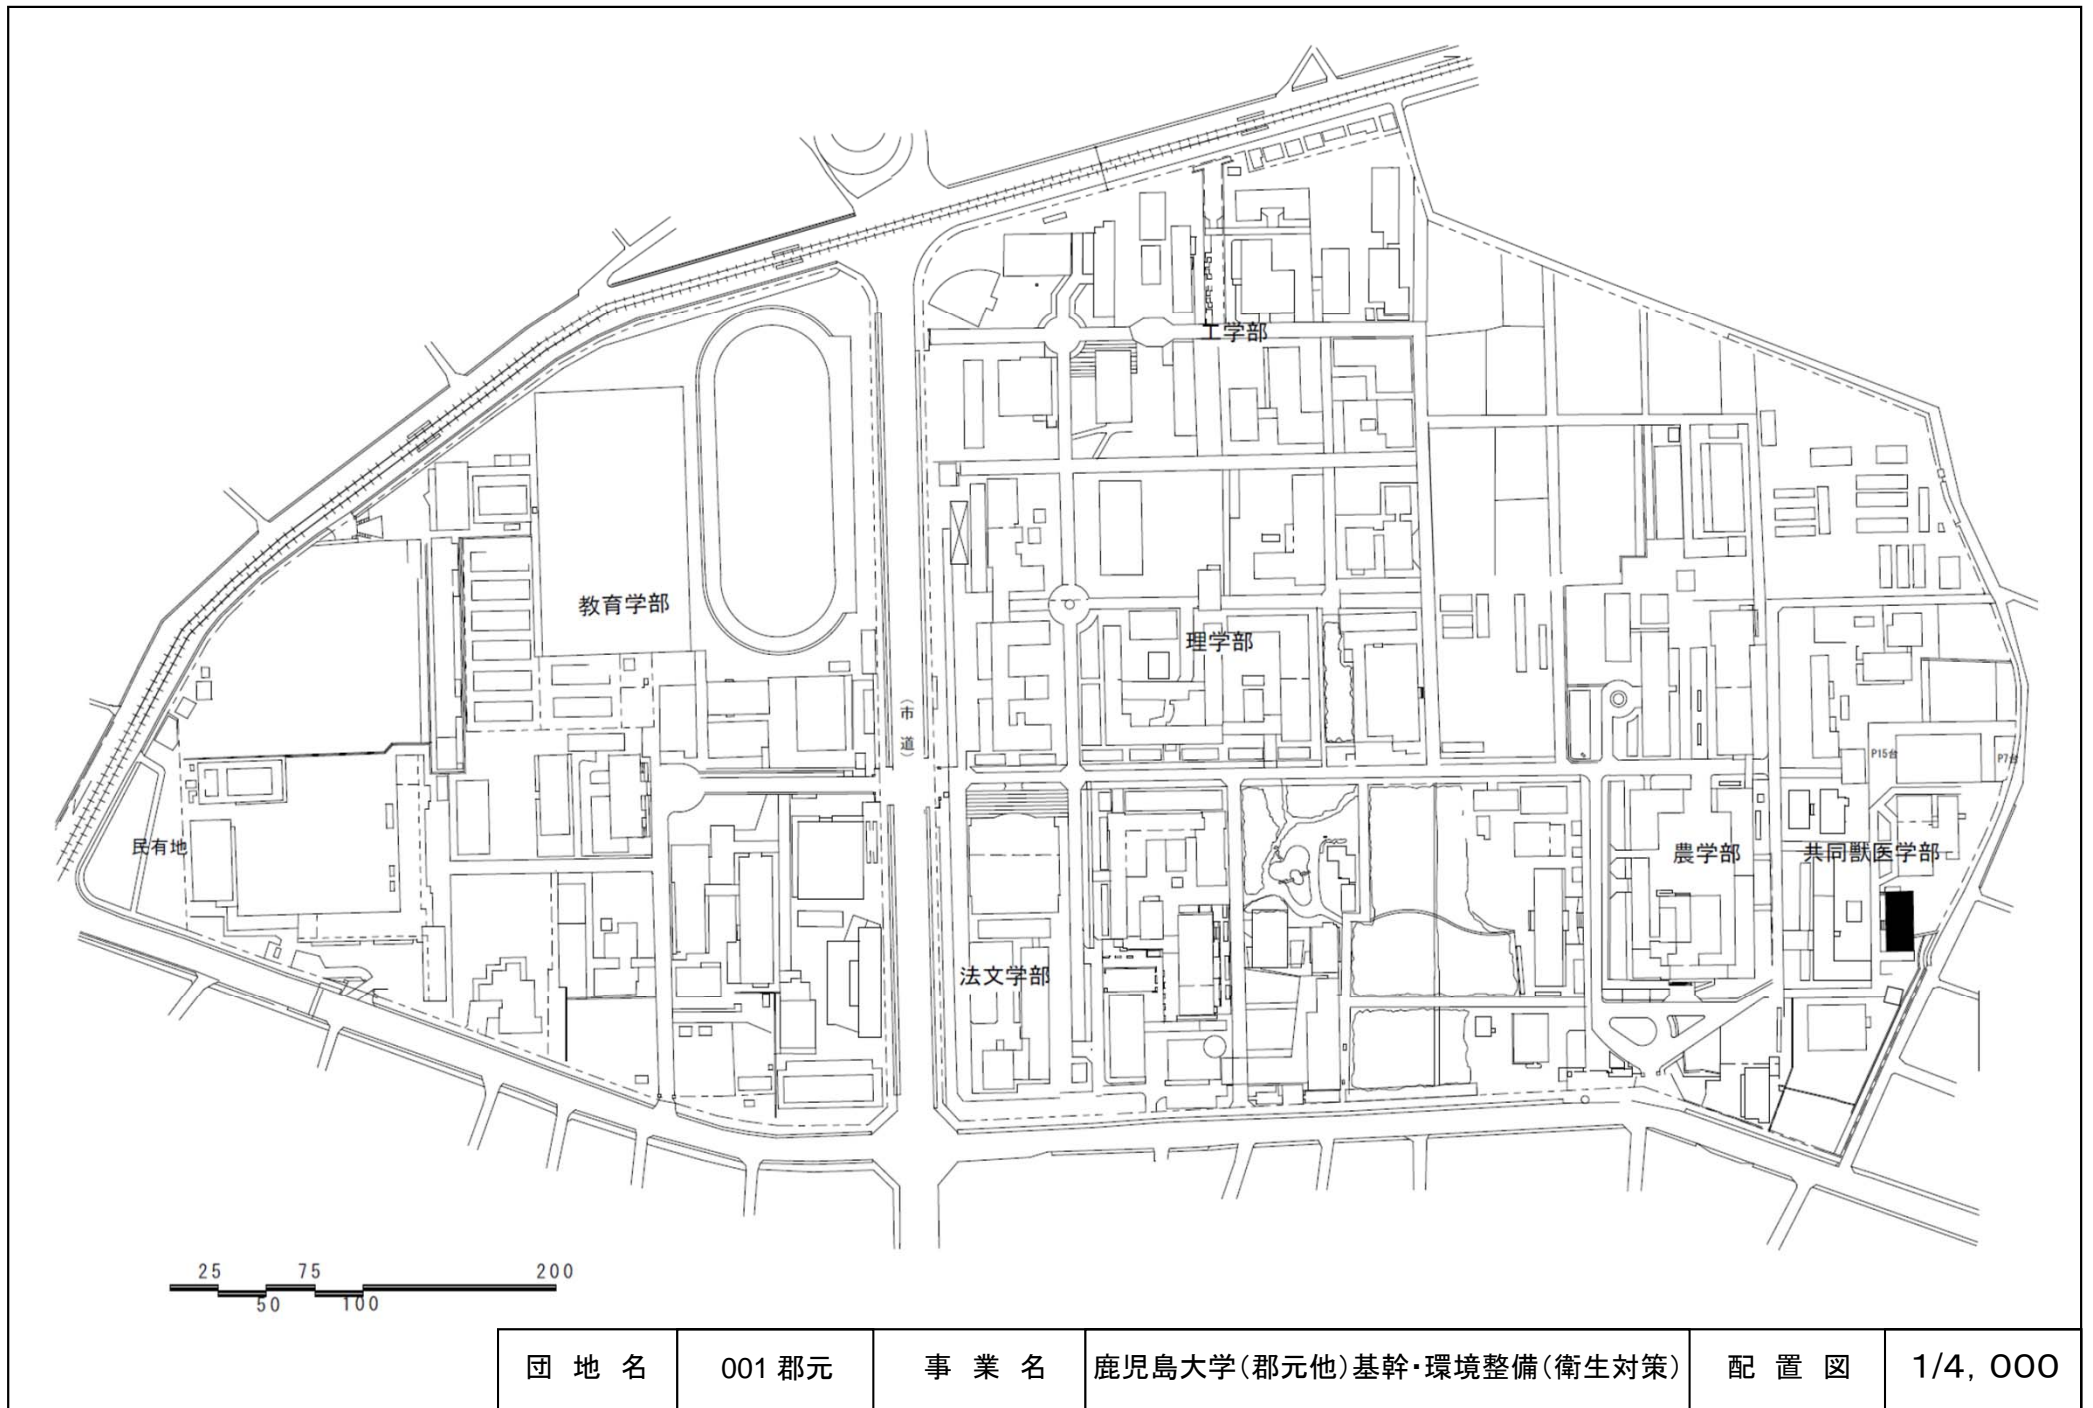 工学部
教育学部
理学部
(市道)
P15台
P7台
民有地
農学部
共同獣医学部
法文学部
25 75 200
50 100
団地名 001 郡元 事業名 鹿児島大学(郡元他)基幹・環境整備(衛生対策) 配置図 1/4,000